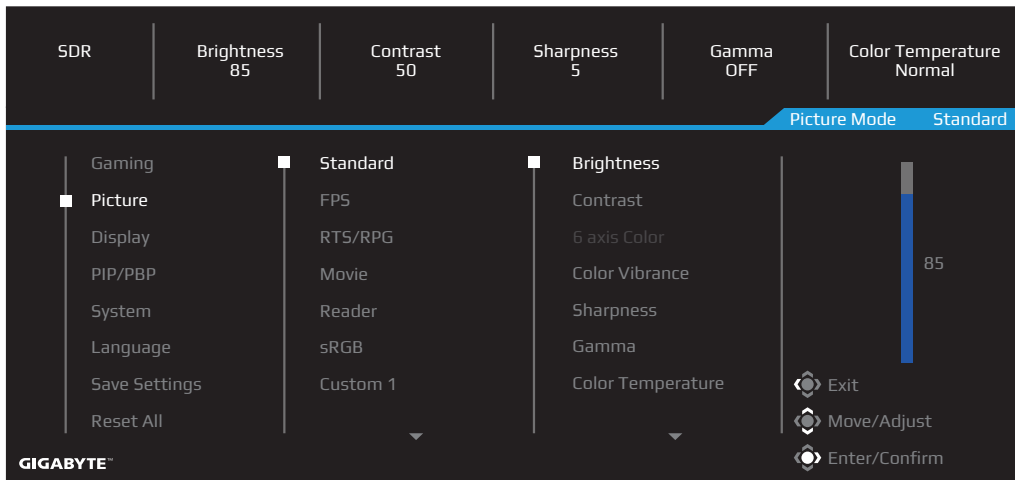 SDR
Brightness
85
Contrast
50
Sharpness
5
Gamma
OFF
Color Temperature
Normal
Picture Mode Standard
Gaming
Picture
Display
PIP/PBP
System
Language
Save Settings
Reset All
Standard
FPS
RTS/RPG
Movie
Reader
sRGB
Custom 1
Brightness
Contrast
6 axis Color
Color Vibrance
Sharpness
Gamma
Color Temperature
85
Exit
Move/Adjust
Enter/Confirm
GIGABYTE™